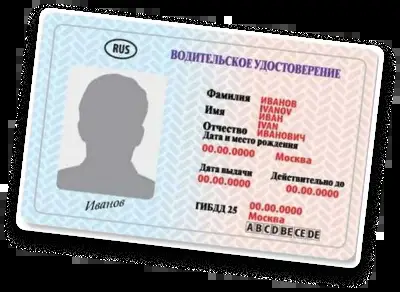 RUS
ВОДИТЕЛЬСКОЕ УДОСТОВЕРЕНИЕ
Фамилия ИВАНОВ
IVANOV
Имя ИВАН
IVAN
Отчество ИВАНОВИЧ
Дата и место рождения
00.00.0000 Москва
Дата выдачи Действительно до
00.00.0000 00.00.0000
ГИБДД 25 00.00.0000
Москва
A B C D BE CE DE
Иванов